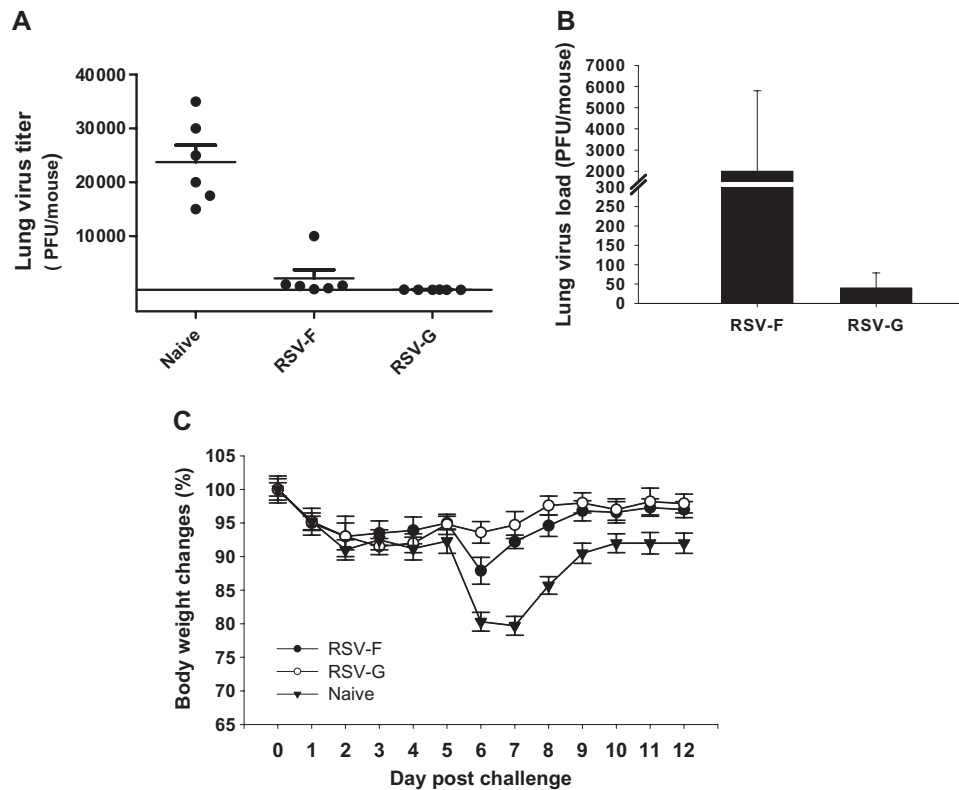 A
Lung virus titer
( PFU/mouse)
40000
30000
20000
10000
Naive
RSV-F
RSV-G
B
Lung virus load (PFU/mouse)
7000
6000
5000
4000
3000
2000
300
250
200
150
100
50
0
RSV-F
RSV-G
C
Body weight changes (%)
105
100
95
90
85
80
75
70
65
RSV-F
RSV-G
Naive
0 1 2 3 4 5 6 7 8 9 10 11 12
Day post challenge